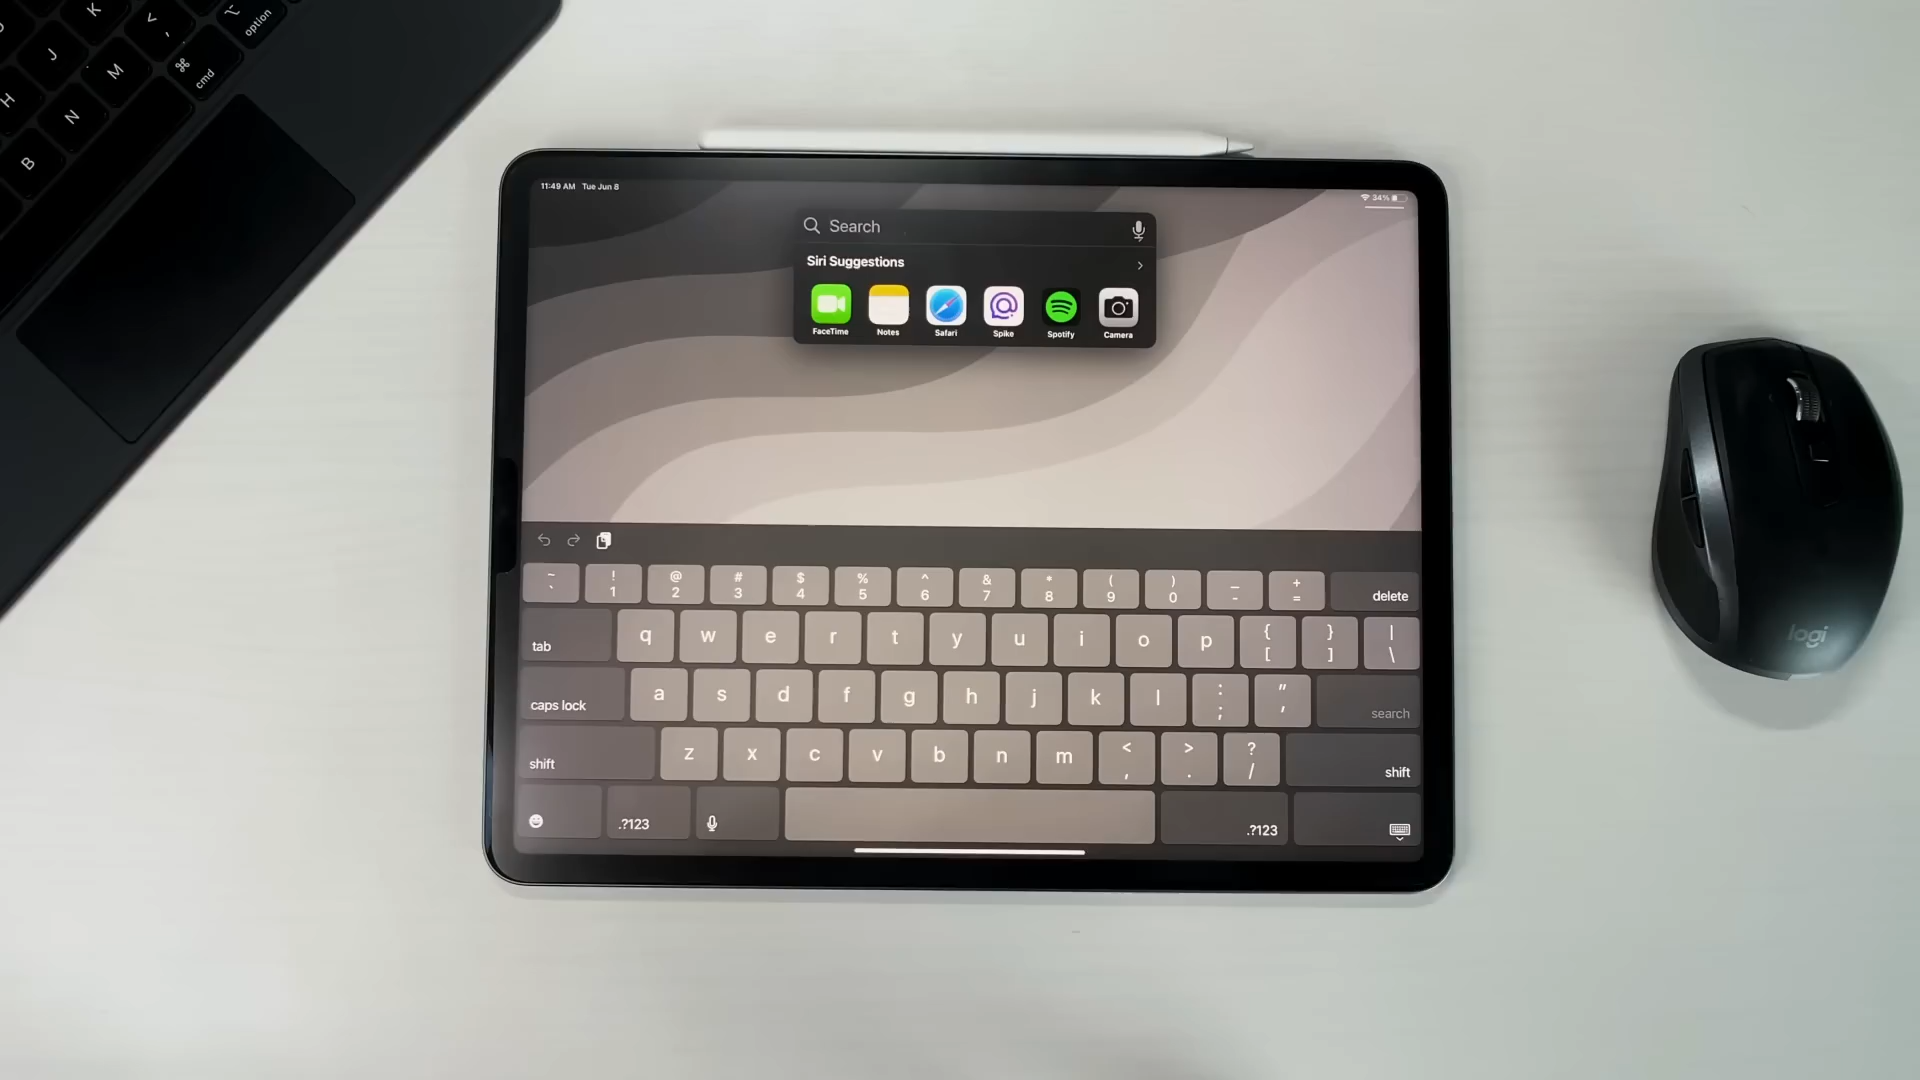 K
<
,
option
J
M
⌘
cmd
H
N
B
11:49 AM Tue Jun 8
34%
Search
Siri Suggestions
FaceTime Notes Safari Spike Spotify Camera
~ ! @ # $ % ^ & * ( ) _ +
` 1 2 3 4 5 6 7 8 9 0 - = delete
tab q w e r t y u i o p { } |
[ ] \
caps lock a s d f g h j k l : "
; ' search
shift z x c v b n m < > ?
, . / shift
.?123 .?123
logi